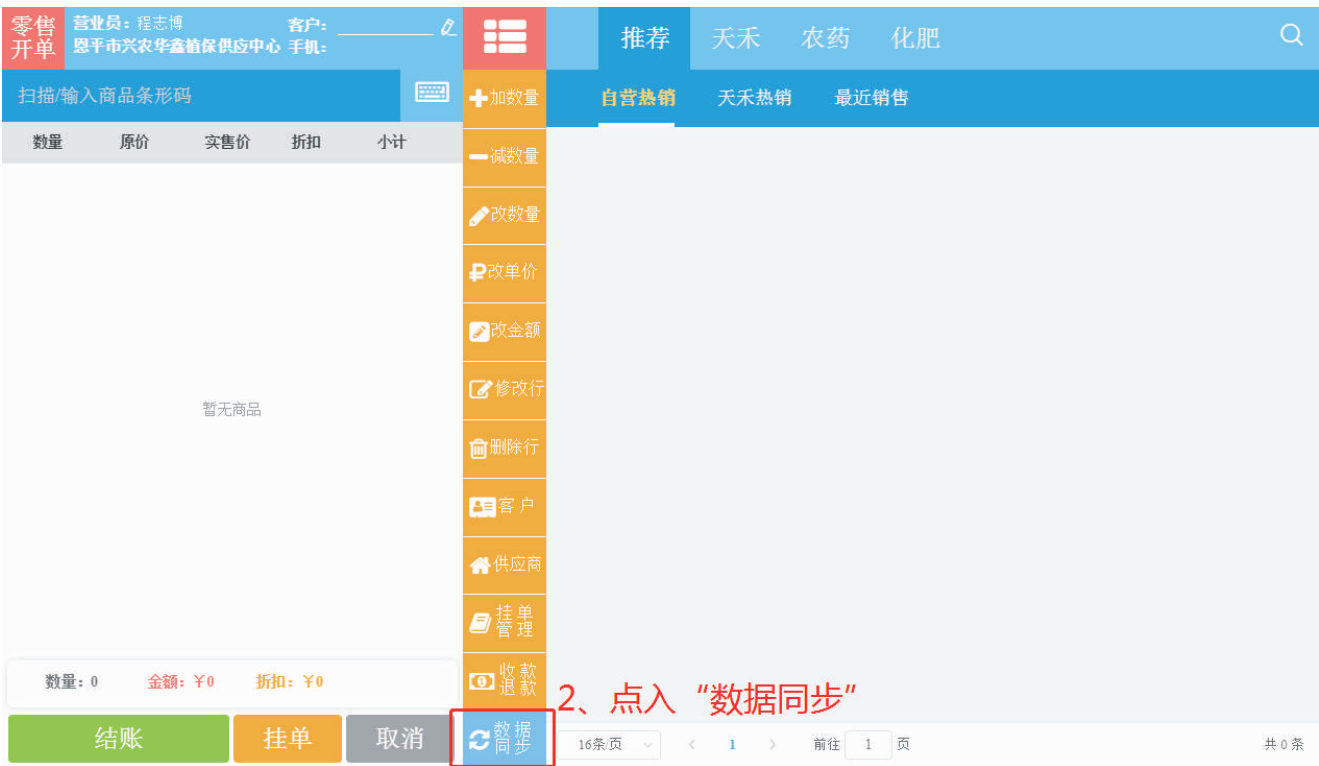 零售
开单
营业员：程志博
恩平市兴农华鑫植保供应中心
客户：
手机：
扫描/输入商品条形码
数量 原价 实售价 折扣 小计
暂无商品
数量：0 金额：￥0 折扣：￥0
结账 挂单 取消
加数量
减数量
改数量
改单价
改金额
修改行
删除行
客户
供应商
挂单
管理
收款
退款
数据
同步
推荐 天禾 农药 化肥
自营热销 天禾热销 最近销售
2、点入“数据同步”
16条/页 < 1 > 前往 1 页 共 0 条